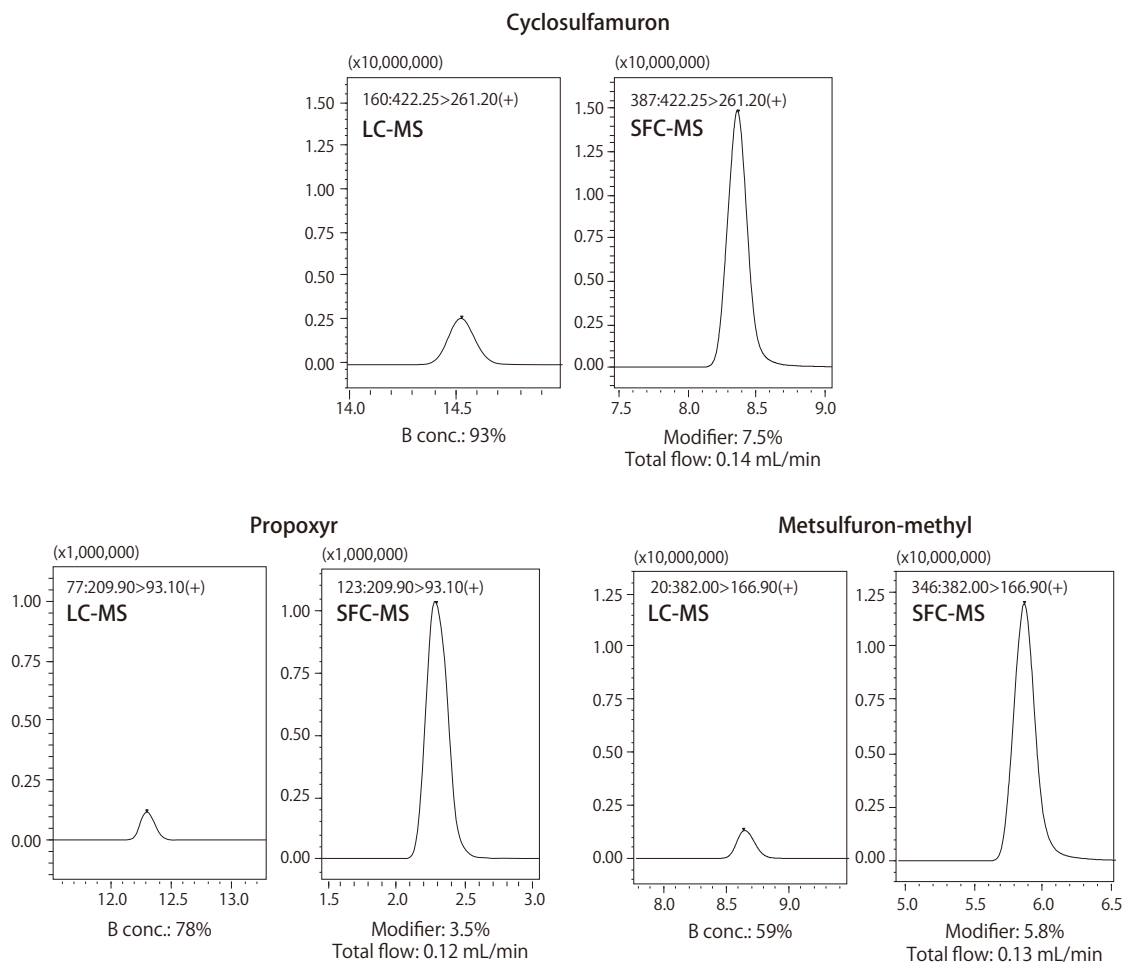 Cyclosulfamuron
(x10,000,000)
160:422.25>261.20(+)
LC-MS
1.50
1.25
1.00
0.75
0.50
0.25
0.00
14.0 14.5
B conc.: 93%
(x10,000,000)
387:422.25>261.20(+)
SFC-MS
1.50
1.25
1.00
0.75
0.50
0.25
0.00
7.5 8.0 8.5 9.0
Modifier: 7.5%
Total flow: 0.14 mL/min
Propoxyr
(x1,000,000)
77:209.90>93.10(+)
LC-MS
1.00
0.75
0.50
0.25
0.00
12.0 12.5 13.0
B conc.: 78%
(x1,000,000)
123:209.90>93.10(+)
SFC-MS
1.00
0.75
0.50
0.25
0.00
1.5 2.0 2.5 3.0
Modifier: 3.5%
Total flow: 0.12 mL/min
Metsulfuron-methyl
(x10,000,000)
20:382.00>166.90(+)
LC-MS
1.25
1.00
0.75
0.50
0.25
0.00
8.0 8.5 9.0
B conc.: 59%
(x10,000,000)
346:382.00>166.90(+)
SFC-MS
1.25
1.00
0.75
0.50
0.25
0.00
5.0 5.5 6.0 6.5
Modifier: 5.8%
Total flow: 0.13 mL/min